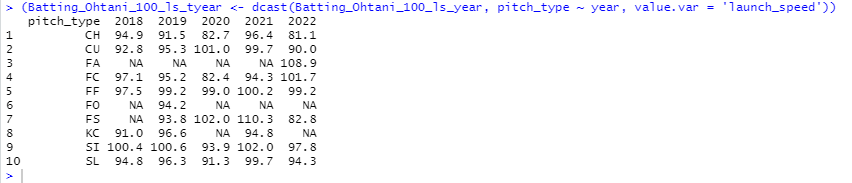 > (Batting_Ohtani_100_ls_tyear <- dcast(Batting_Ohtani_100_ls_year, pitch_type ~ year, value.var = 'launch_speed'))
   pitch_type  2018  2019  2020  2021  2022
1          CH  94.9  91.5  82.7  96.4  81.1
2          CU  92.8  95.3 101.0  99.7  90.0
3          FA    NA    NA    NA    NA 108.9
4          FC  97.1  95.2  82.4  94.3 101.7
5          FF  97.5  99.2  99.0 100.2  99.2
6          FO    NA  94.2    NA    NA    NA
7          FS    NA  93.8 102.0 110.3  82.8
8          KC  91.0  96.6    NA  94.8    NA
9          SI 100.4 100.6  93.9 102.0  97.8
10         SL  94.8  96.3  91.3  99.7  94.3
>